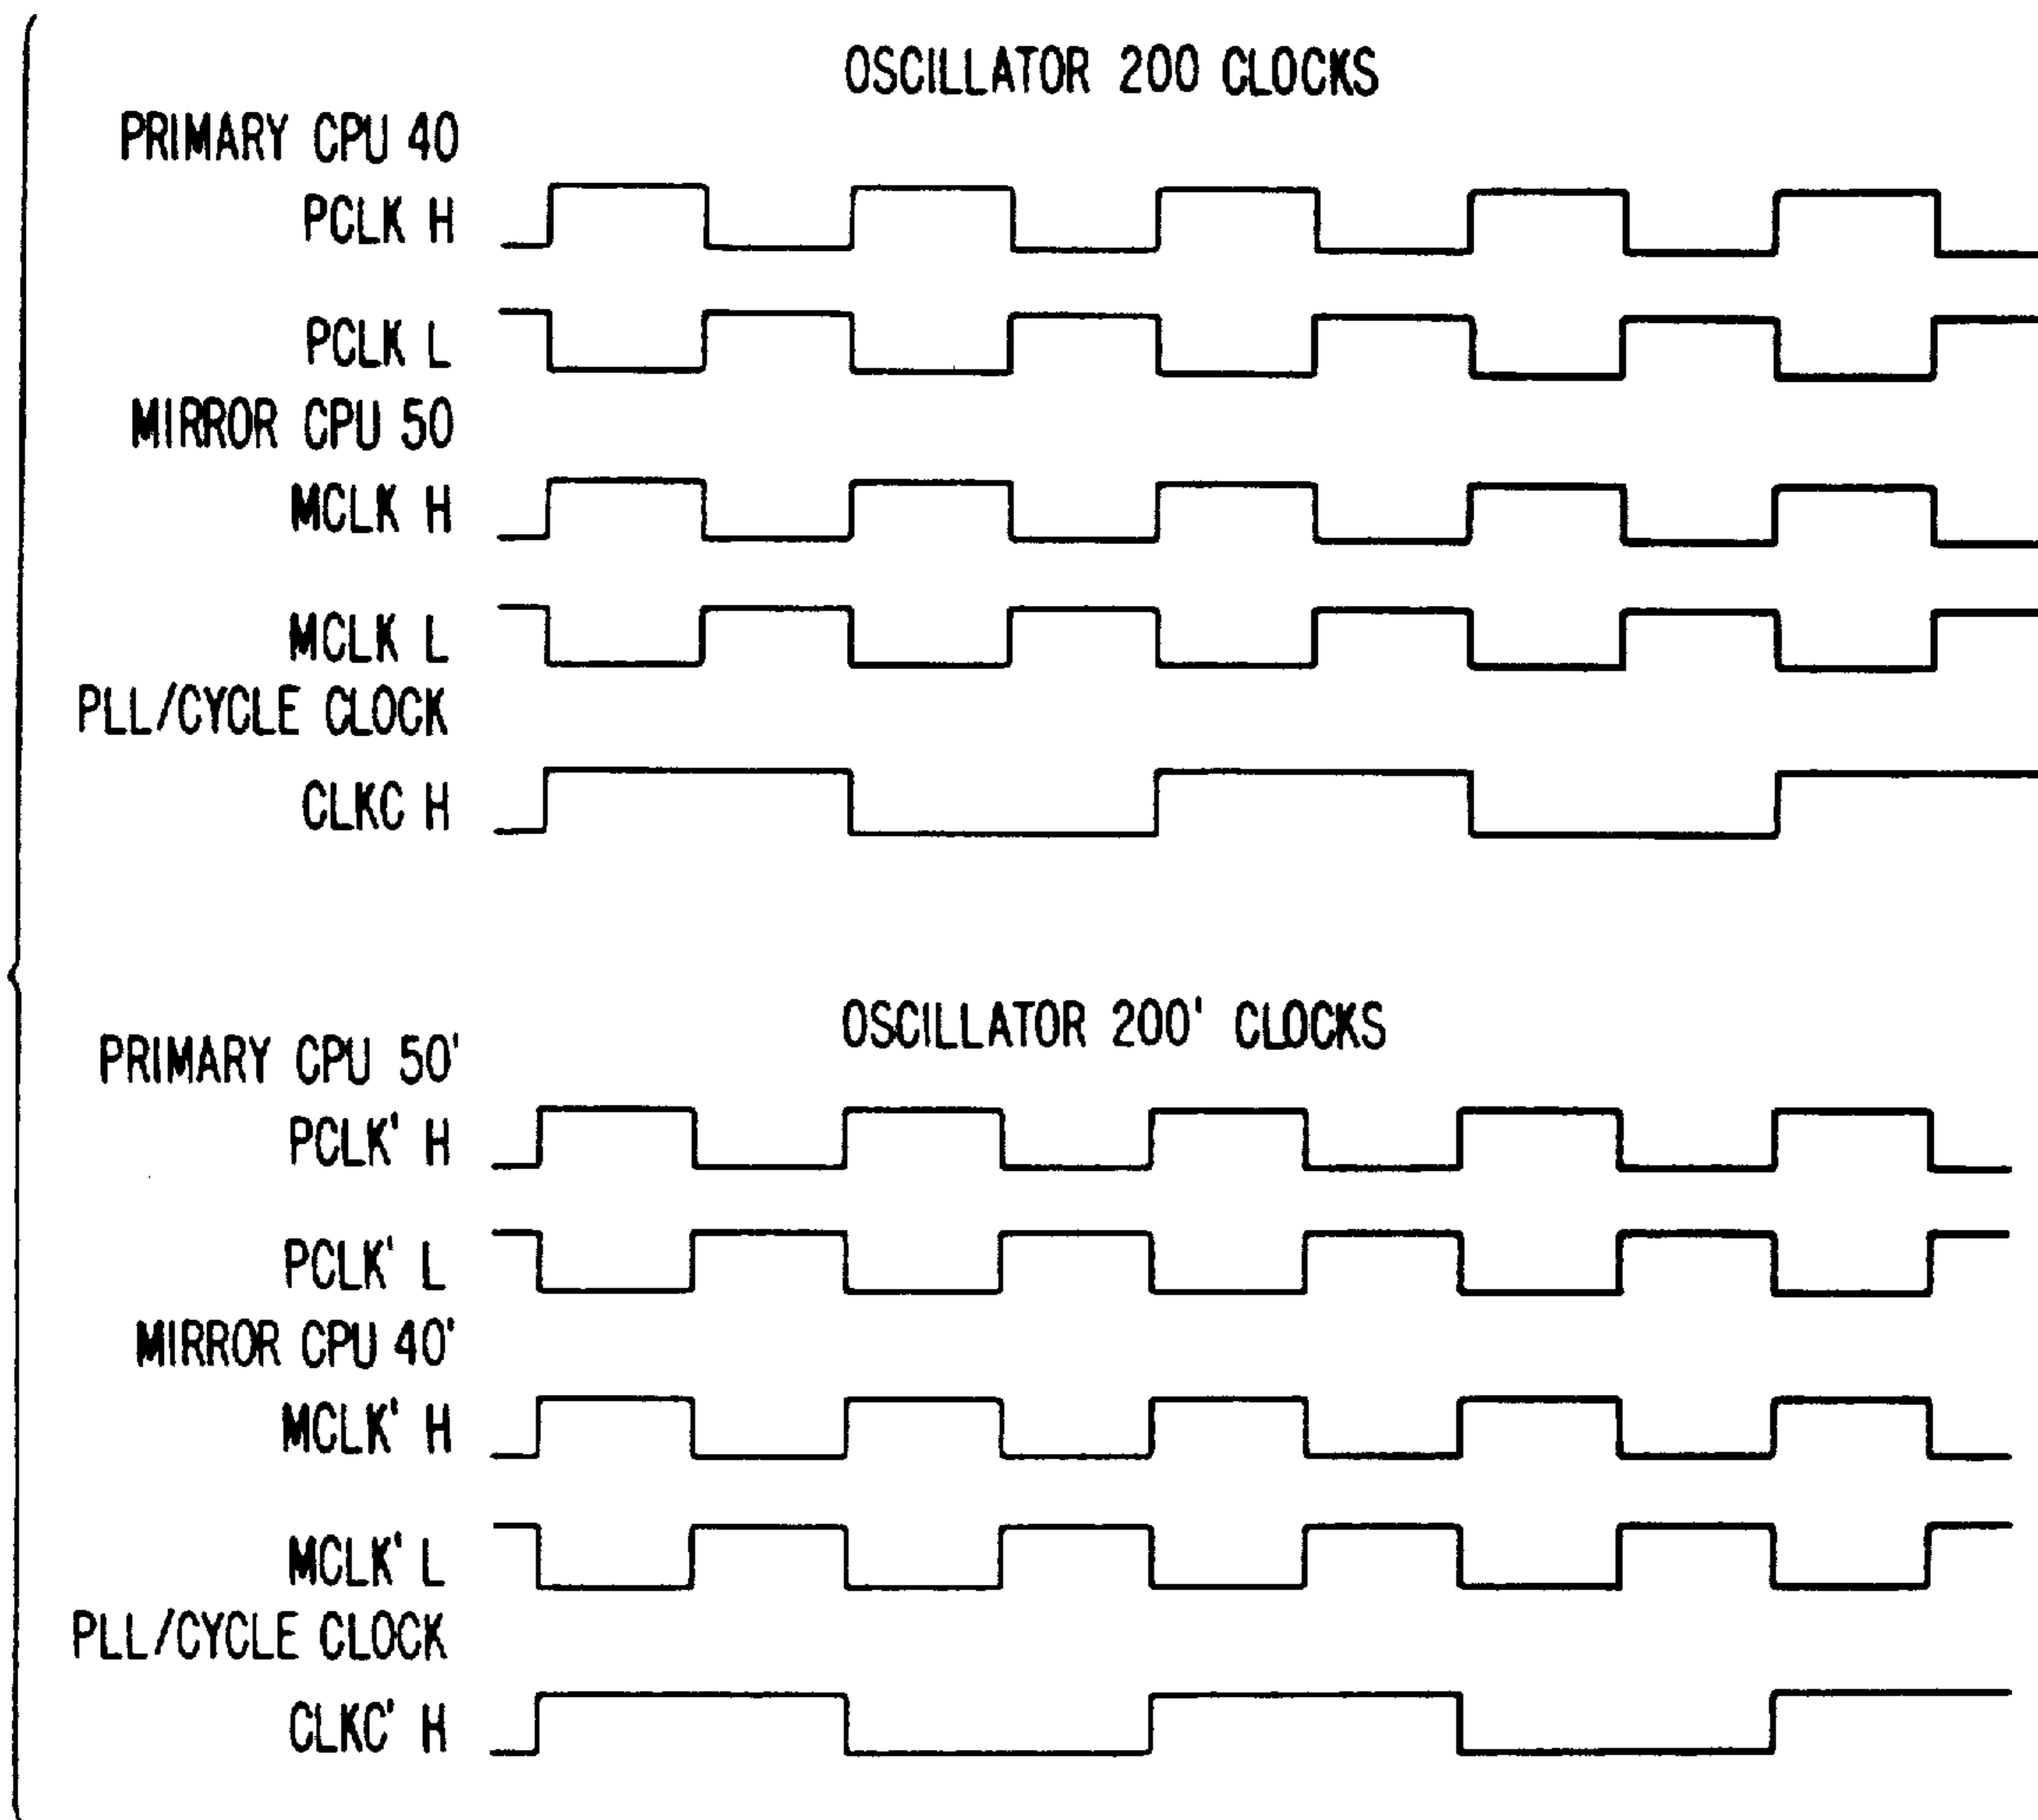 OSCILLATOR 200 CLOCKS
PRIMARY CPU 40
PCLK H
PCLK L
MIRROR CPU 50
MCLK H
MCLK L
PLL/CYCLE CLOCK
CLKC H
OSCILLATOR 200' CLOCKS
PRIMARY CPU 50'
PCLK' H
PCLK' L
MIRROR CPU 40'
MCLK' H
MCLK' L
PLL/CYCLE CLOCK
CLKC' H